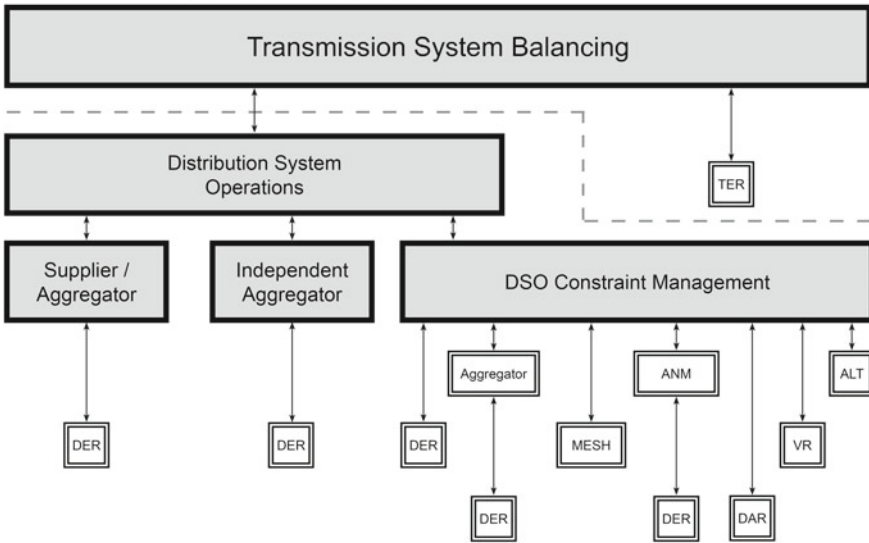 Transmission System Balancing
Distribution System
Operations
TER
Supplier /
Aggregator
Independent
Aggregator
DSO Constraint Management
Aggregator
ANM
ALT
DER
DER
DER
MESH
VR
DER
DER
DAR